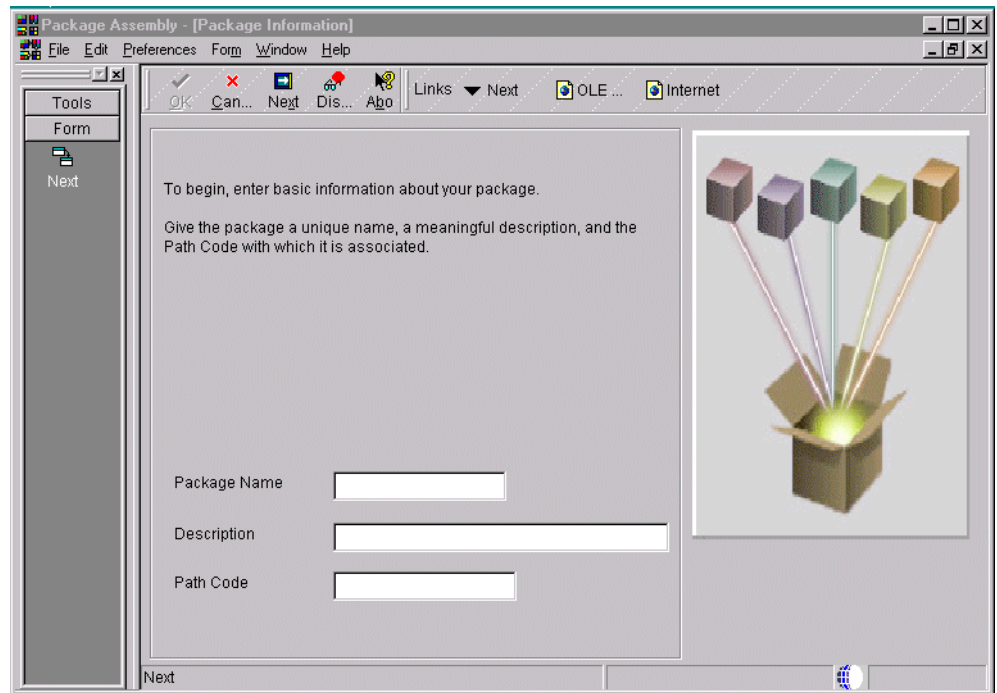 Package Assembly - [Package Information]
File Edit Preferences Form Window Help
OK Can... Next Dis... Abo Links Next OLE ... Internet
Tools
Form
Next
To begin, enter basic information about your package.
Give the package a unique name, a meaningful description, and the
Path Code with which it is associated.
Package Name
Description
Path Code
Next